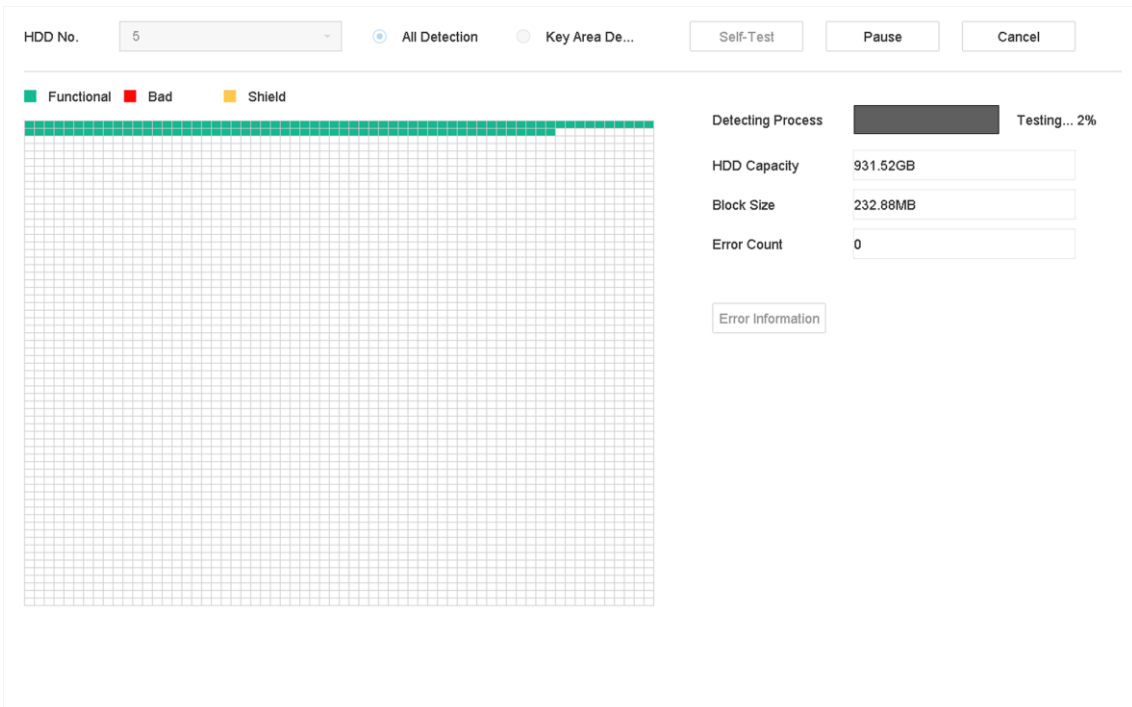 HDD No. 5 All Detection Key Area De... Self-Test Pause Cancel
Functional Bad Shield
Detecting Process Testing... 2%
HDD Capacity 931.52GB
Block Size 232.88MB
Error Count 0
Error Information